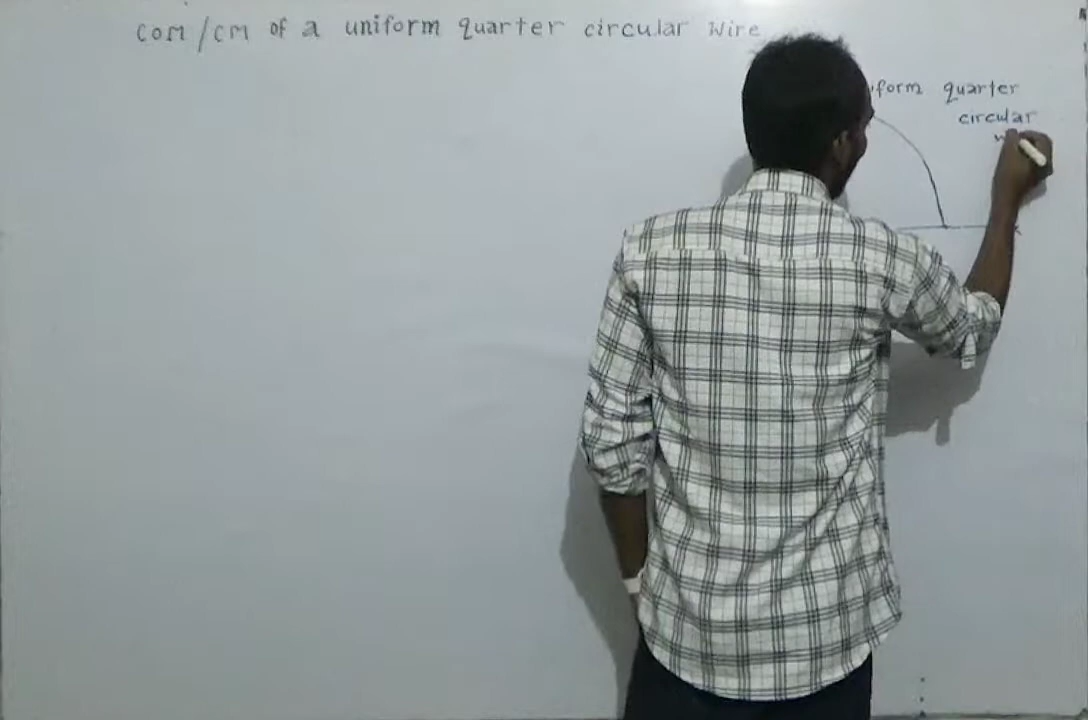 COM/CM of a uniform quarter circular wire
quarter
circular
x